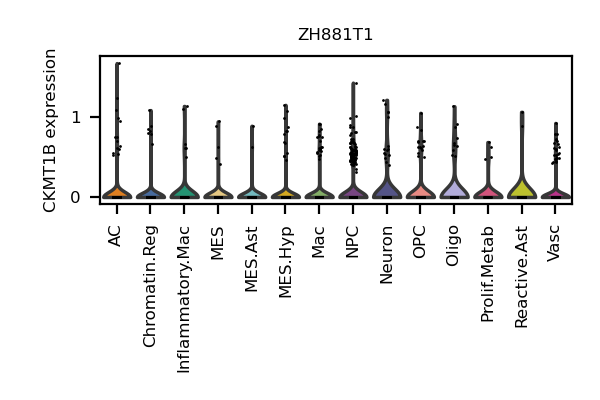 ZH881T1
CKMT1B expression
1
0
AC
Chromatin.Reg
Inflammatory.Mac
MES
MES.Ast
MES.Hyp
Mac
NPC
Neuron
OPC
Oligo
Prolif.Metab
Reactive.Ast
Vasc